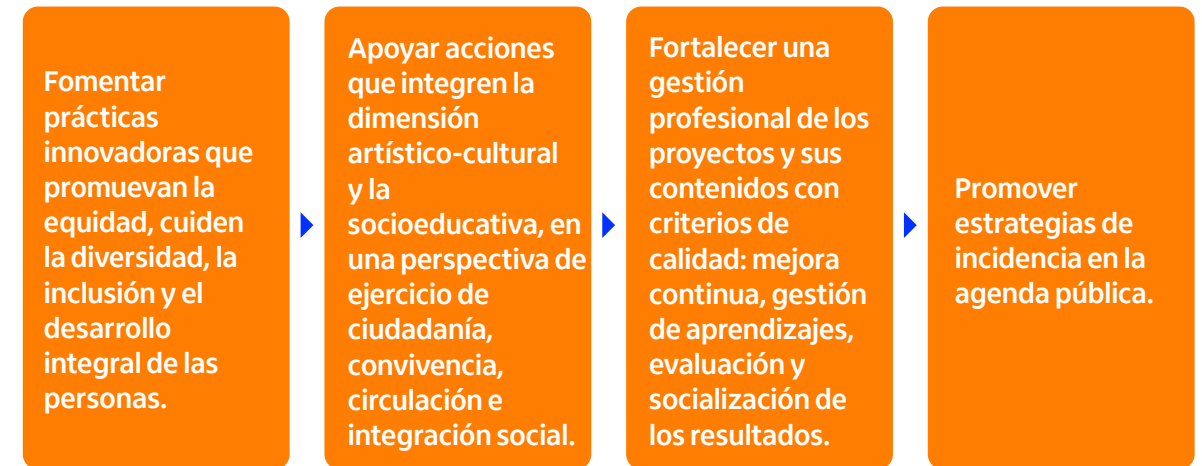 Fomentar
prácticas
innovadoras que
promuevan la
equidad, cuiden
la diversidad, la
inclusión y el
desarrollo
integral de las
personas.
Apoyar acciones
que integren la
dimensión
artístico-cultural
y la
socioeducativa, en
una perspectiva de
ejercicio de
ciudadanía,
convivencia,
circulación e
integración social.
Fortalecer una
gestión
profesional de los
proyectos y sus
contenidos con
criterios de
calidad: mejora
continua, gestión
de aprendizajes,
evaluación y
socialización de
los resultados.
Promover
estrategias de
incidencia en la
agenda pública.